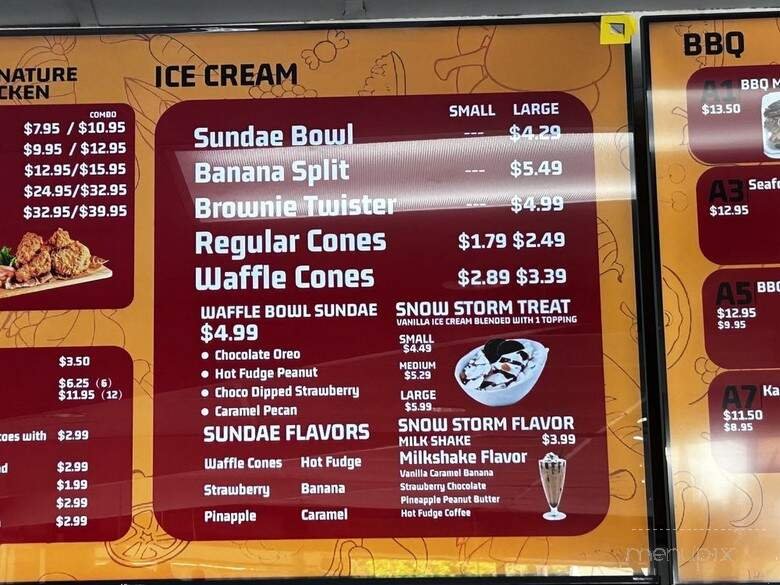 NATURE
CKEN
COMBO
$7.95 / $10.95
$9.95 / $12.95
$12.95/$15.95
$24.95/$32.95
$32.95/$39.95
$3.50
$6.25 (6)
$11.95 (12)
toes with $2.99
$2.99
$1.99
$2.99
$2.99
ICE CREAM
SMALL LARGE
Sundae Bowl --- $4.29
Banana Split --- $5.49
Brownie Twister --- $4.99
Regular Cones $1.79 $2.49
Waffle Cones $2.89 $3.39
WAFFLE BOWL SUNDAE
$4.99
• Chocolate Oreo
• Hot Fudge Peanut
• Choco Dipped Strawberry
• Caramel Pecan
SUNDAE FLAVORS
Waffle Cones Hot Fudge
Strawberry Banana
Pinapple Caramel
SNOW STORM TREAT
VANILLA ICE CREAM BLENDED WITH 1 TOPPING
SMALL
$4.49
MEDIUM
$5.29
LARGE
$5.99
SNOW STORM FLAVOR
MILK SHAKE $3.99
Milkshake Flavor
Vanilla Caramel Banana
Strawberry Chocolate
Pineapple Peanut Butter
Hot Fudge Coffee
BBQ
A1 BBQ M
$13.50
A3 Seafo
$12.95
A5 BBQ
$12.95
$9.95
A7 Ka
$11.50
$8.95
menupix